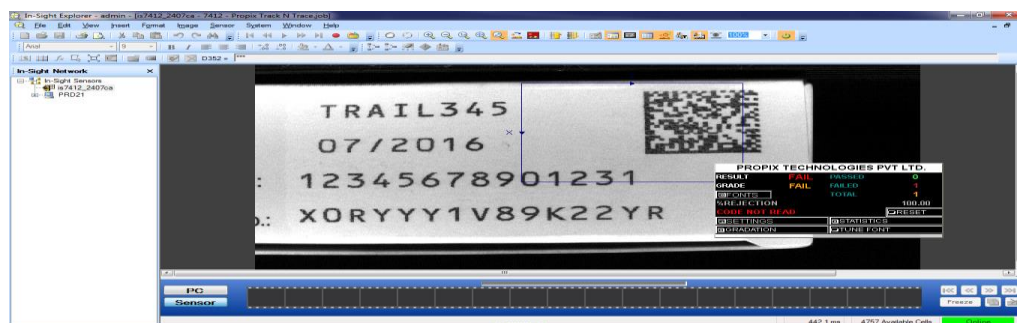 In-Sight Explorer - admin - [is7412_2407ca - 7412 - Propix Track N Trace.job]
File Edit View Insert Format Image Sensor System Window Help
100%
Arial 9
D352 =
In-Sight Network
In-Sight Sensors
is7412_2407ca
PRD21
TRAIL345
07/2016
: 12345678901231
.: XORYYY1V89K22YR
PROPIX TECHNOLOGIES PVT LTD.
RESULT FAIL PASSED 0
GRADE FAIL FAILED 1
FONTS TOTAL 1
%REJECTION 100.00
CODE NOT READ RESET
SETTINGS STATISTICS
GRADATION TUNE FONT
PC
Sensor
Freeze
442.1 ms 4757 Available Cells Online